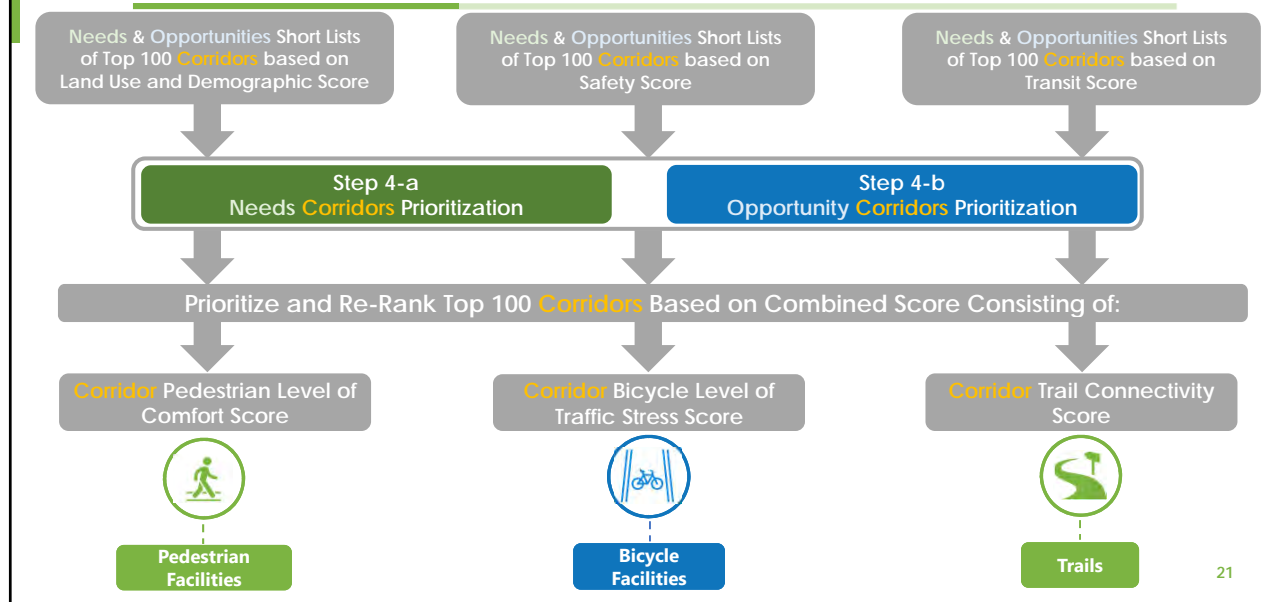 Needs & Opportunities Short Lists
of Top 100 Corridors based on
Land Use and Demographic Score
Needs & Opportunities Short Lists
of Top 100 Corridors based on
Safety Score
Needs & Opportunities Short Lists
of Top 100 Corridors based on
Transit Score
Step 4-a
Needs Corridors Prioritization
Step 4-b
Opportunity Corridors Prioritization
Prioritize and Re-Rank Top 100 Corridors Based on Combined Score Consisting of:
Corridor Pedestrian Level of
Comfort Score
Corridor Bicycle Level of
Traffic Stress Score
Corridor Trail Connectivity
Score
Pedestrian
Facilities
Bicycle
Facilities
Trails
21